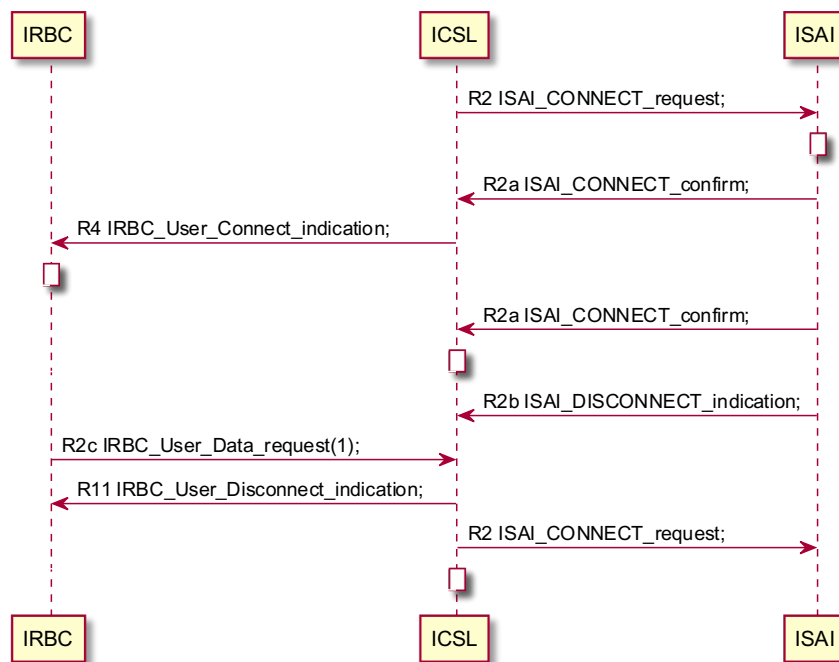 IRBC ICSL ISAI
R2 ISAI_CONNECT_request;
R2a ISAI_CONNECT_confirm;
R4 IRBC_User_Connect_indication;
R2a ISAI_CONNECT_confirm;
R2b ISAI_DISCONNECT_indication;
R2c IRBC_User_Data_request(1);
R11 IRBC_User_Disconnect_indication;
R2 ISAI_CONNECT_request;
IRBC ICSL ISAI